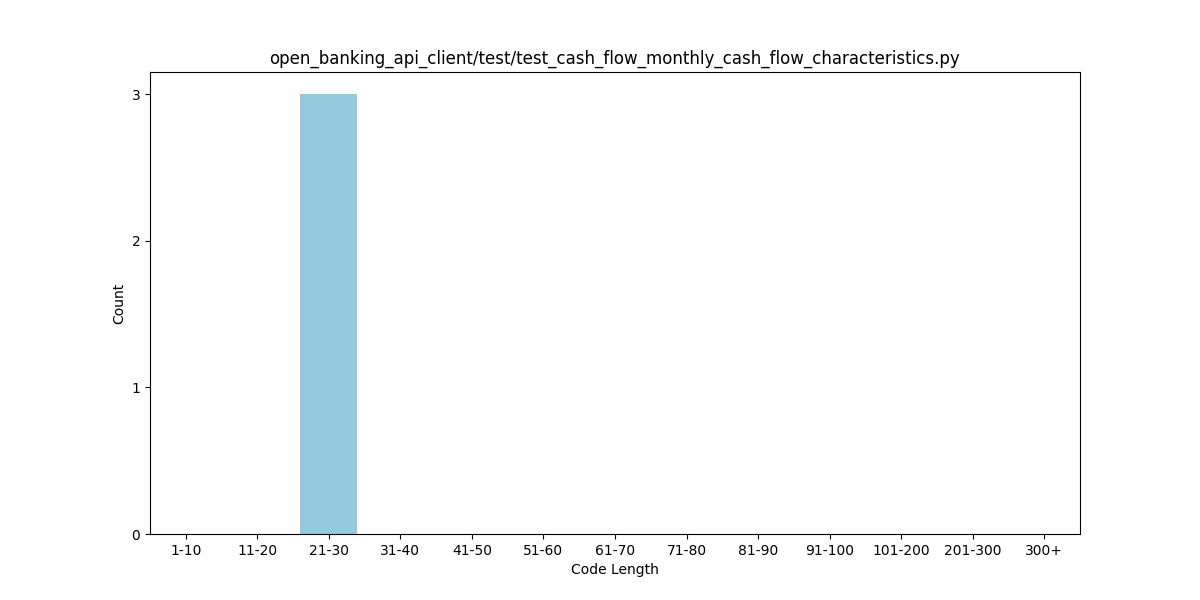 open_banking_api_client/test/test_cash_flow_monthly_cash_flow_characteristics.py
3
2
1
0
Count
1-10 11-20 21-30 31-40 41-50 51-60 61-70 71-80 81-90 91-100 101-200 201-300 300+
Code Length